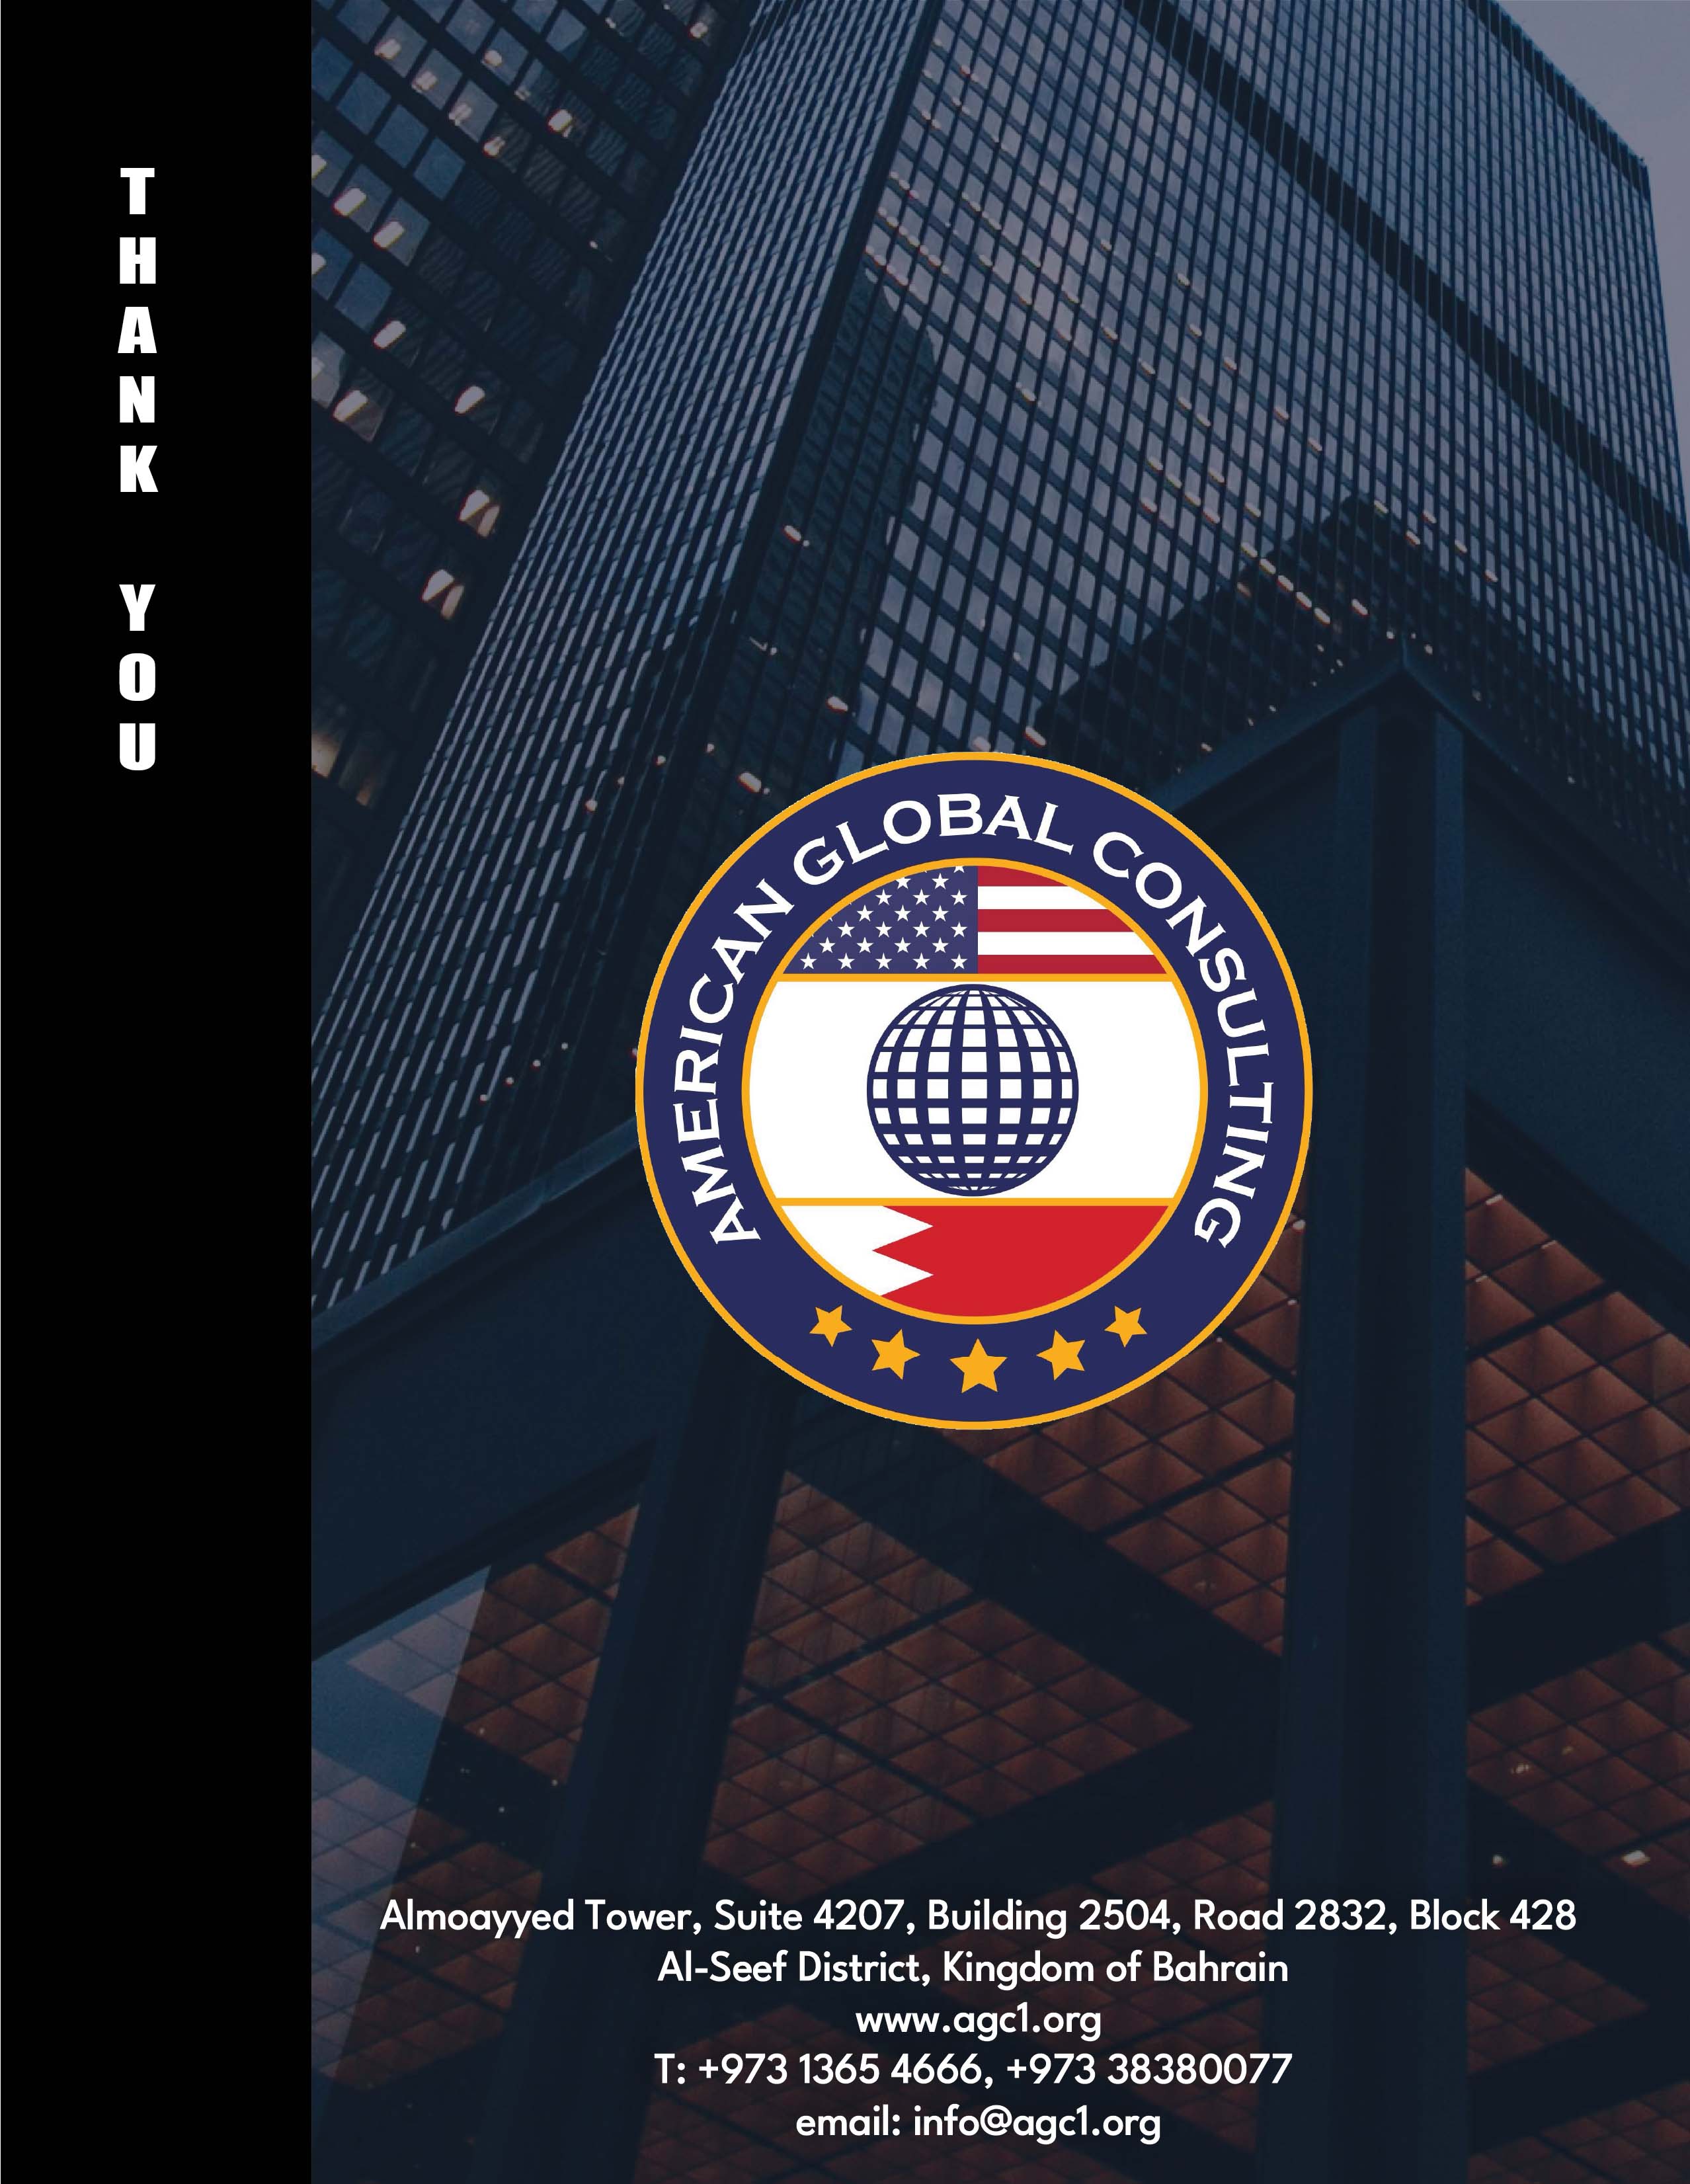 THANK YOU
AMERICAN GLOBAL CONSULTING
Almoayyed Tower, Suite 4207, Building 2504, Road 2832, Block 428
Al-Seef District, Kingdom of Bahrain
www.agc1.org
T: +973 1365 4666, +973 38380077
email: info@agc1.org